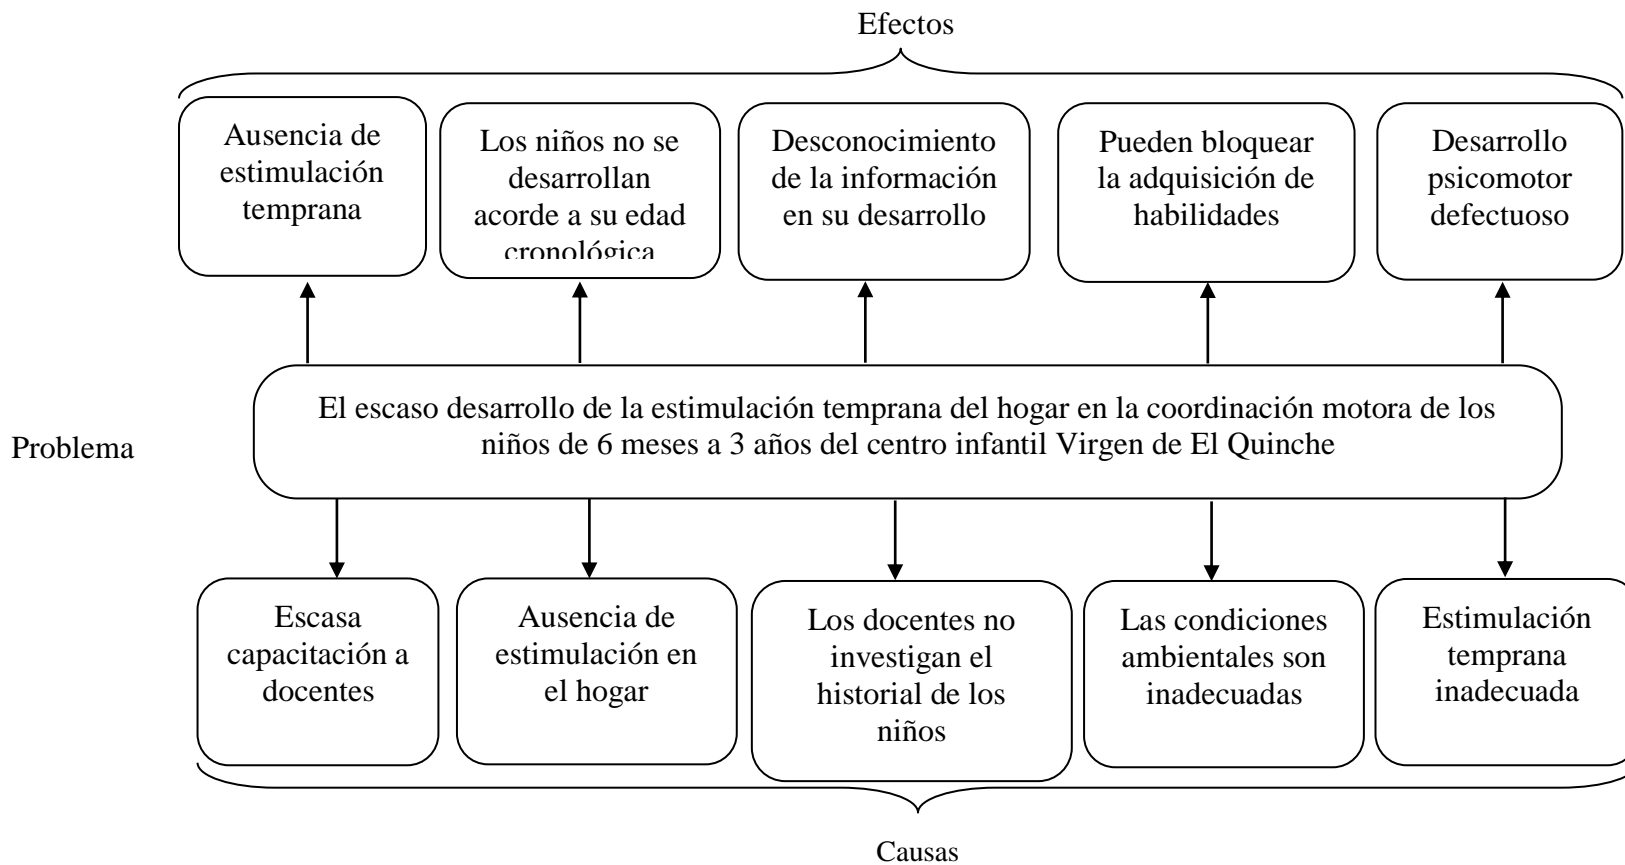 Efectos
Ausencia de
estimulación
temprana
Los niños no se
desarrollan
acorde a su edad
cronológica
Desconocimiento
de la información
en su desarrollo
Pueden bloquear
la adquisición de
habilidades
Desarrollo
psicomotor
defectuoso
Problema
El escaso desarrollo de la estimulación temprana del hogar en la coordinación motora de los
niños de 6 meses a 3 años del centro infantil Virgen de El Quinche
Escasa
capacitación a
docentes
Ausencia de
estimulación en
el hogar
Los docentes no
investigan el
historial de los
niños
Las condiciones
ambientales son
inadecuadas
Estimulación
temprana
inadecuada
Causas